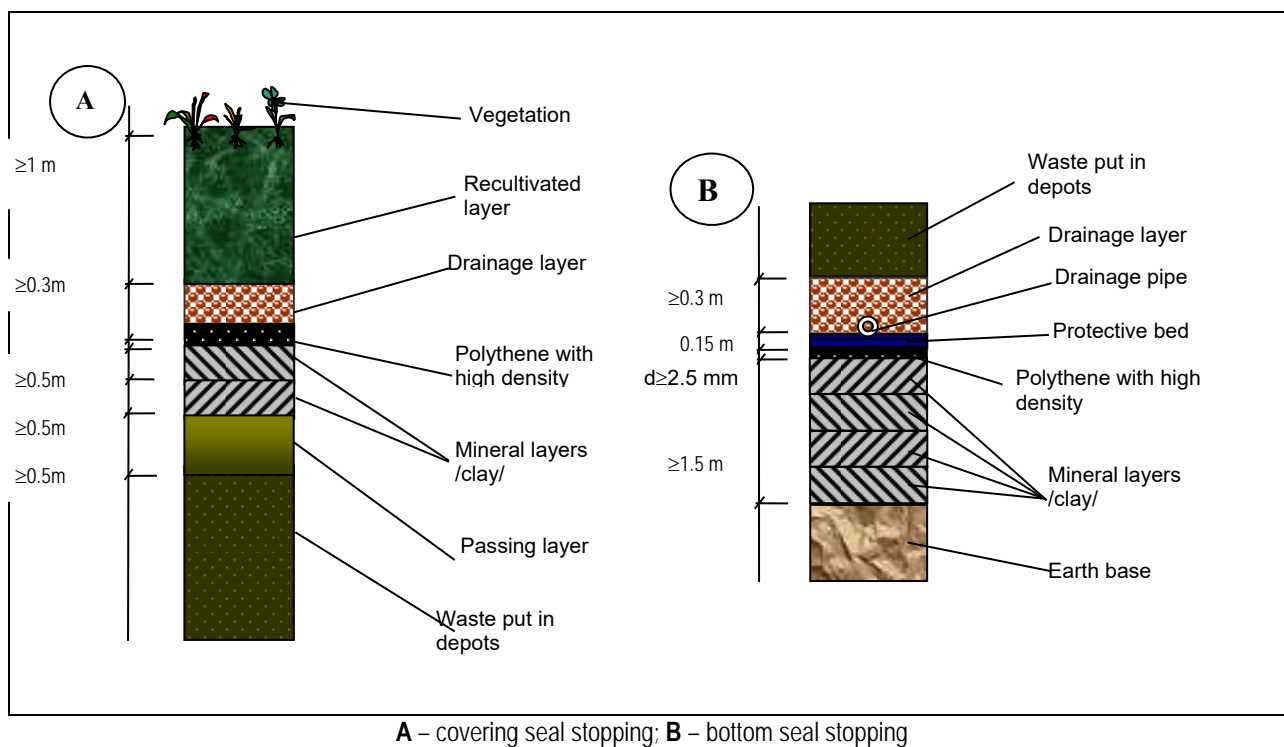 A
≥1 m
≥0.3m
≥0.5m
≥0.5m
≥0.5m
Vegetation
Recultivated
layer
Drainage layer
Polythene with
high density
Mineral layers
/clay/
Passing layer
Waste put in
depots
B
≥0.3 m
0.15 m
d≥2.5 mm
≥1.5 m
Waste put in
depots
Drainage layer
Drainage pipe
Protective bed
Polythene with high
density
Mineral layers
/clay/
Earth base
A – covering seal stopping; B – bottom seal stopping